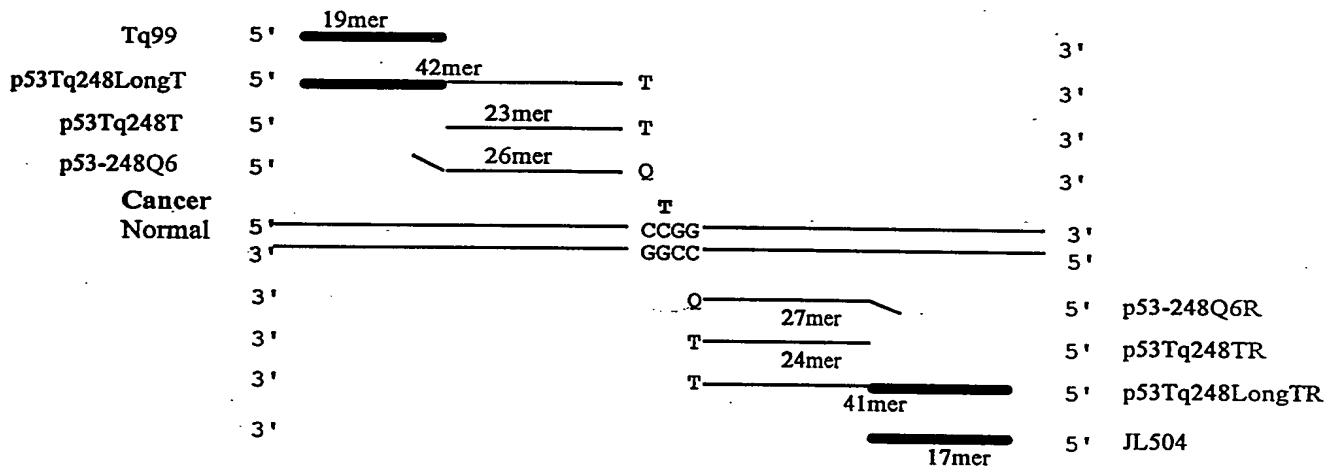 19mer
Tq99 5' 3'
42mer
p53Tq248LongT 5' T 3'
23mer
p53Tq248T 5' T 3'
26mer
p53-248Q6 5' Q 3'
Cancer T
Normal 5' CCGG 3'
3' GGCC 5'
3' Q 5' p53-248Q6R
27mer
3' T 5' p53Tq248TR
24mer
3' T 5' p53Tq248LongTR
41mer
3' 5' JL504
17mer